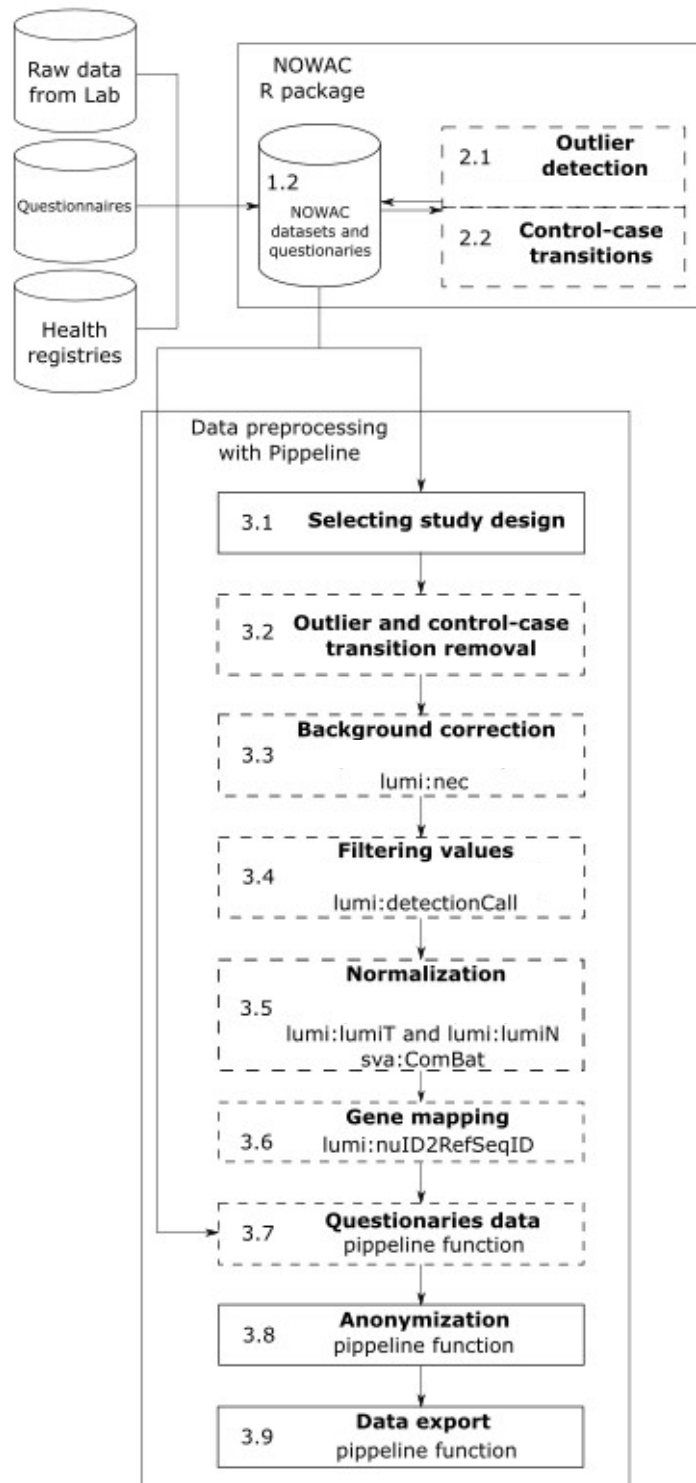 Raw data
from Lab
Questionnaires
Health
registries
NOWAC
R package
1.2
NOWAC
datasets and
questionaries
2.1
Outlier
detection
2.2
Control-case
transitions
Data preprocessing
with Pippeline
3.1
Selecting study design
3.2
Outlier and control-case
transition removal
3.3
Background correction
lumi:nec
3.4
Filtering values
lumi:detectionCall
3.5
Normalization
lumi:lumiT and lumi:lumiN
sva:ComBat
3.6
Gene mapping
lumi:nuID2RefSeqID
3.7
Questionaries data
pippeline function
3.8
Anonymization
pippeline function
3.9
Data export
pippeline function